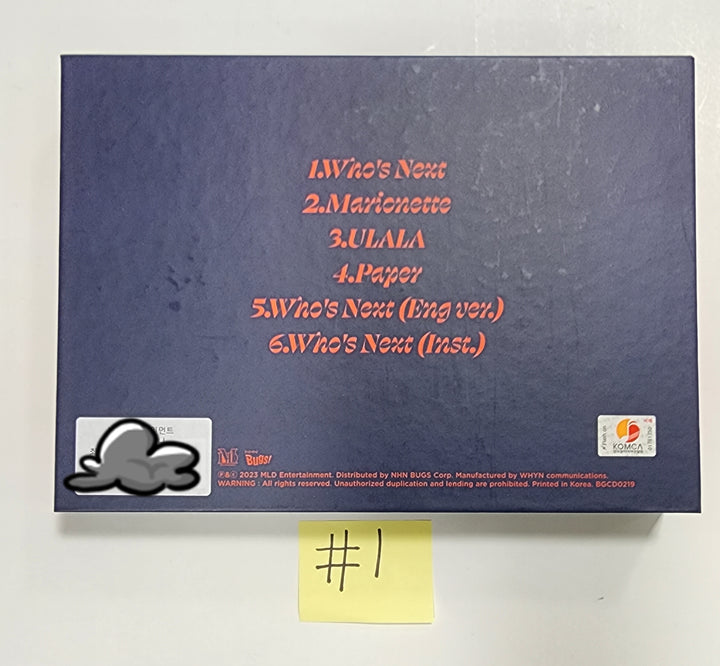 1.Who's Next
2.Marionette
3.ULALA
4.Paper
5.Who's Next (Eng ver.)
6.Who's Next (Inst.)
KOMCA
Bugs!
℗&© 2023 MLD Entertainment. Distributed by NHN BUGS Corp. Manufactured by WHYN communications.
WARNING : All rights reserved. Unauthorized duplication and lending are prohibited. Printed in Korea. BGCD0219
#1